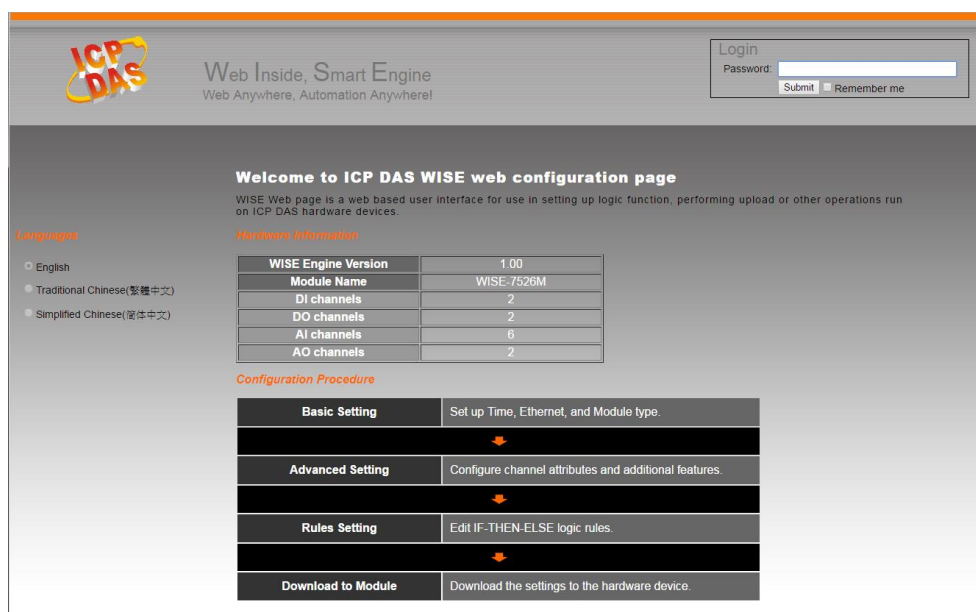 ICP
DAS
Web Inside, Smart Engine
Web Anywhere, Automation Anywhere!
Login
Password:
Submit Remember me
Welcome to ICP DAS WISE web configuration page
WISE Web page is a web based user interface for use in setting up logic function, performing upload or other operations run
on ICP DAS hardware devices.
Languages
English
Traditional Chinese(繁體中文)
Simplified Chinese(简体中文)
Hardware Information
WISE Engine Version 1.00
Module Name WISE-7526M
DI channels 2
DO channels 2
AI channels 6
AO channels 2
Configuration Procedure
Basic Setting Set up Time, Ethernet, and Module type.
Advanced Setting Configure channel attributes and additional features.
Rules Setting Edit IF-THEN-ELSE logic rules.
Download to Module Download the settings to the hardware device.